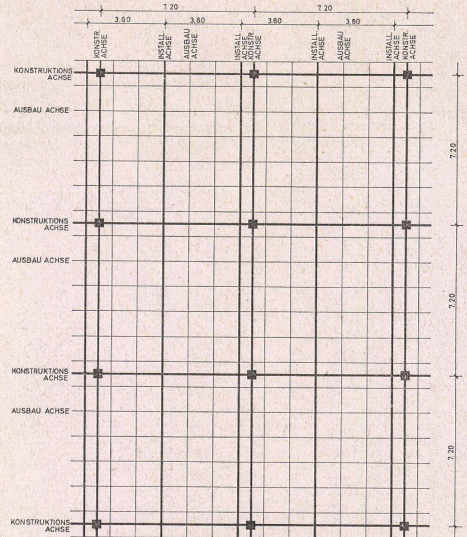 7 20
7 20
3.60
3.60
3.60
3.60
KONSTR.
ACHSE
INSTALL.
ACHSE
AUSBAU
ACHSE
INSTALL.
ACHSE
KONSTR.
ACHSE
INSTALL.
ACHSE
AUSBAU
ACHSE
INSTALL.
ACHSE
KONSTR.
ACHSE
KONSTRUKTIONS
ACHSE
AUSBAU ACHSE
7.20
KONSTRUKTIONS
ACHSE
AUSBAU ACHSE
7.20
KONSTRUKTIONS
ACHSE
AUSBAU ACHSE
7.20
KONSTRUKTIONS
ACHSE